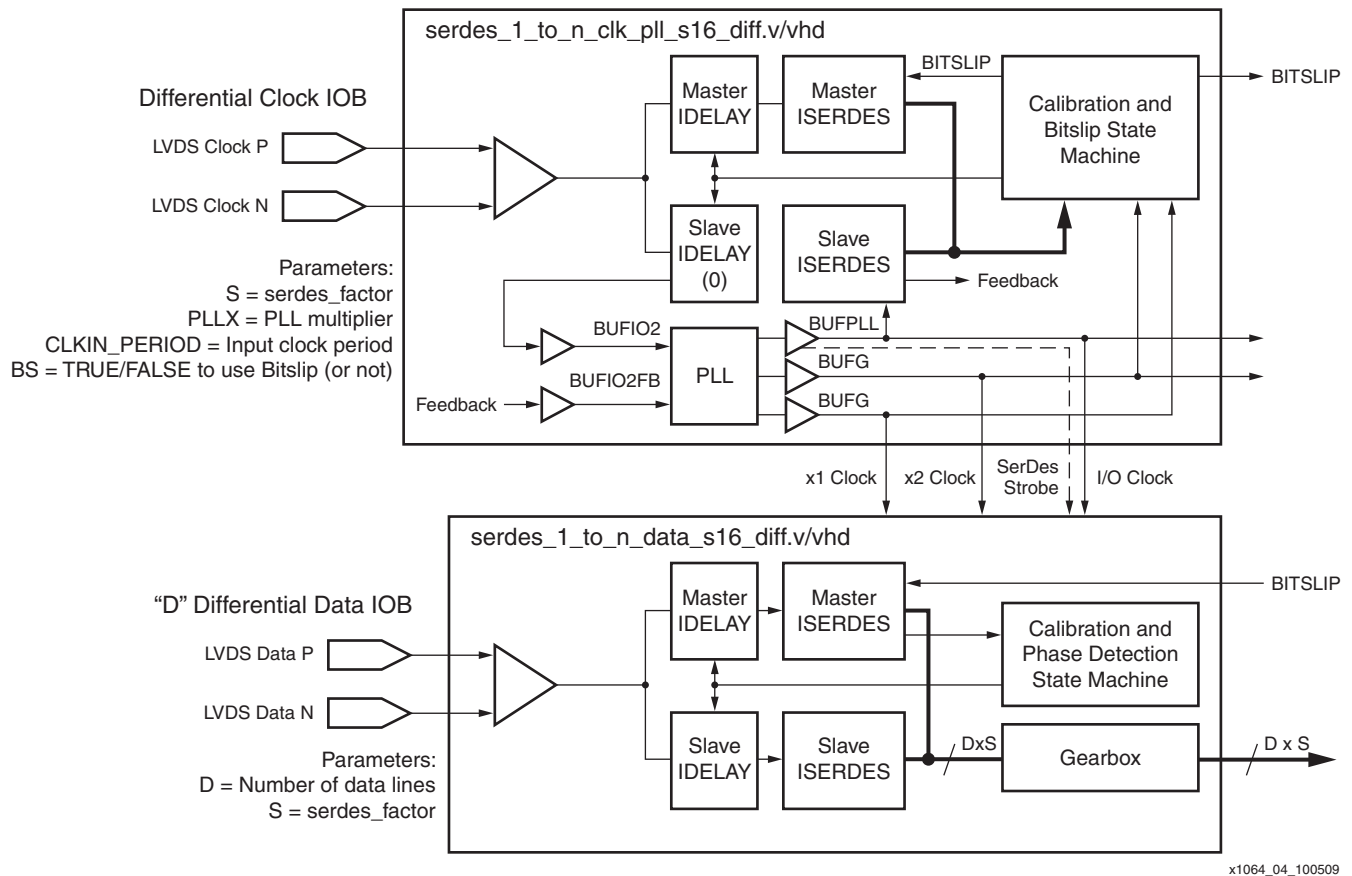 serdes_1_to_n_clk_pll_s16_diff.v/vhd
Differential Clock IOB
LVDS Clock P
LVDS Clock N
Parameters:
S = serdes_factor
PLLX = PLL multiplier
CLKIN_PERIOD = Input clock period
BS = TRUE/FALSE to use Bitslip (or not)
Master
IDELAY
Master
ISERDES
BITSLIP
Calibration and
Bitslip State
Machine
BITSLIP
Slave
IDELAY
(0)
Slave
ISERDES
Feedback
BUFIO2
BUFIO2FB
Feedback
PLL
BUFPLL
BUFG
BUFG
x1 Clock
x2 Clock
SerDes
Strobe
I/O Clock
serdes_1_to_n_data_s16_diff.v/vhd
"D" Differential Data IOB
LVDS Data P
LVDS Data N
Parameters:
D = Number of data lines
S = serdes_factor
Master
IDELAY
Master
ISERDES
BITSLIP
Calibration and
Phase Detection
State Machine
Slave
IDELAY
Slave
ISERDES
DxS
Gearbox
D x S
x1064_04_100509